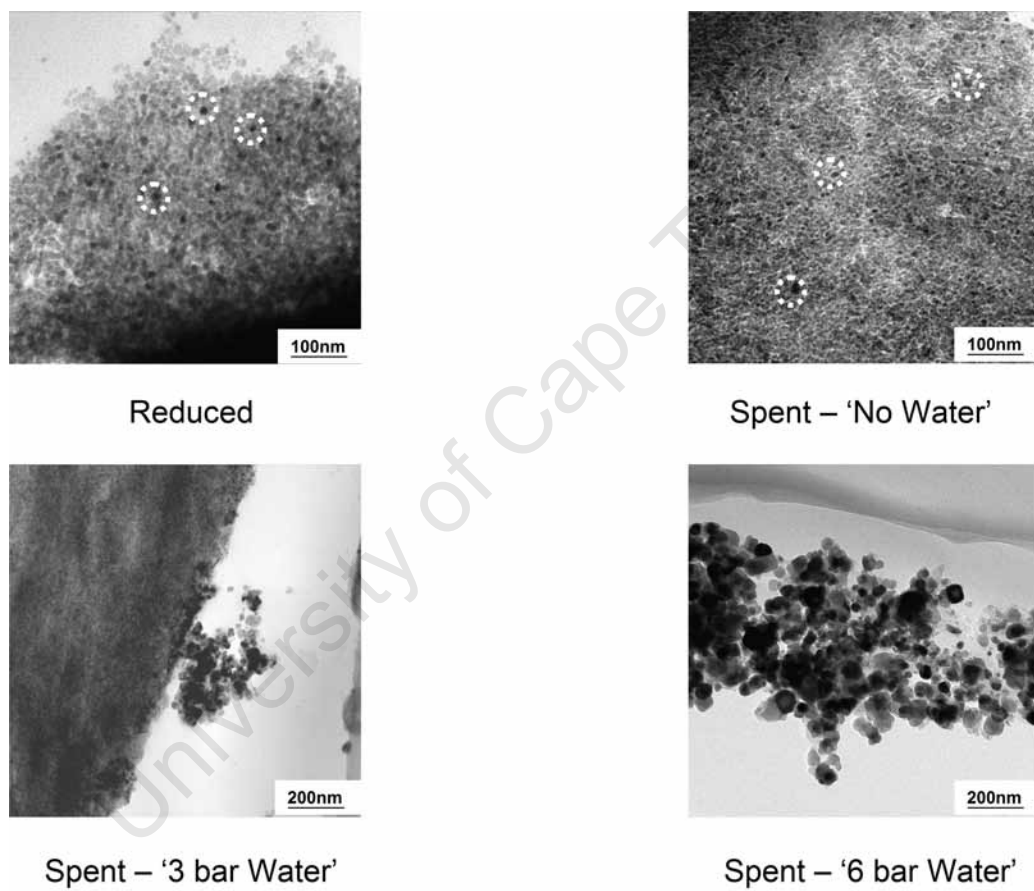 100nm
100nm
Reduced
Spent – ‘No Water’
200nm
200nm
Spent – ‘3 bar Water’
Spent – ‘6 bar Water’
University of Cape T